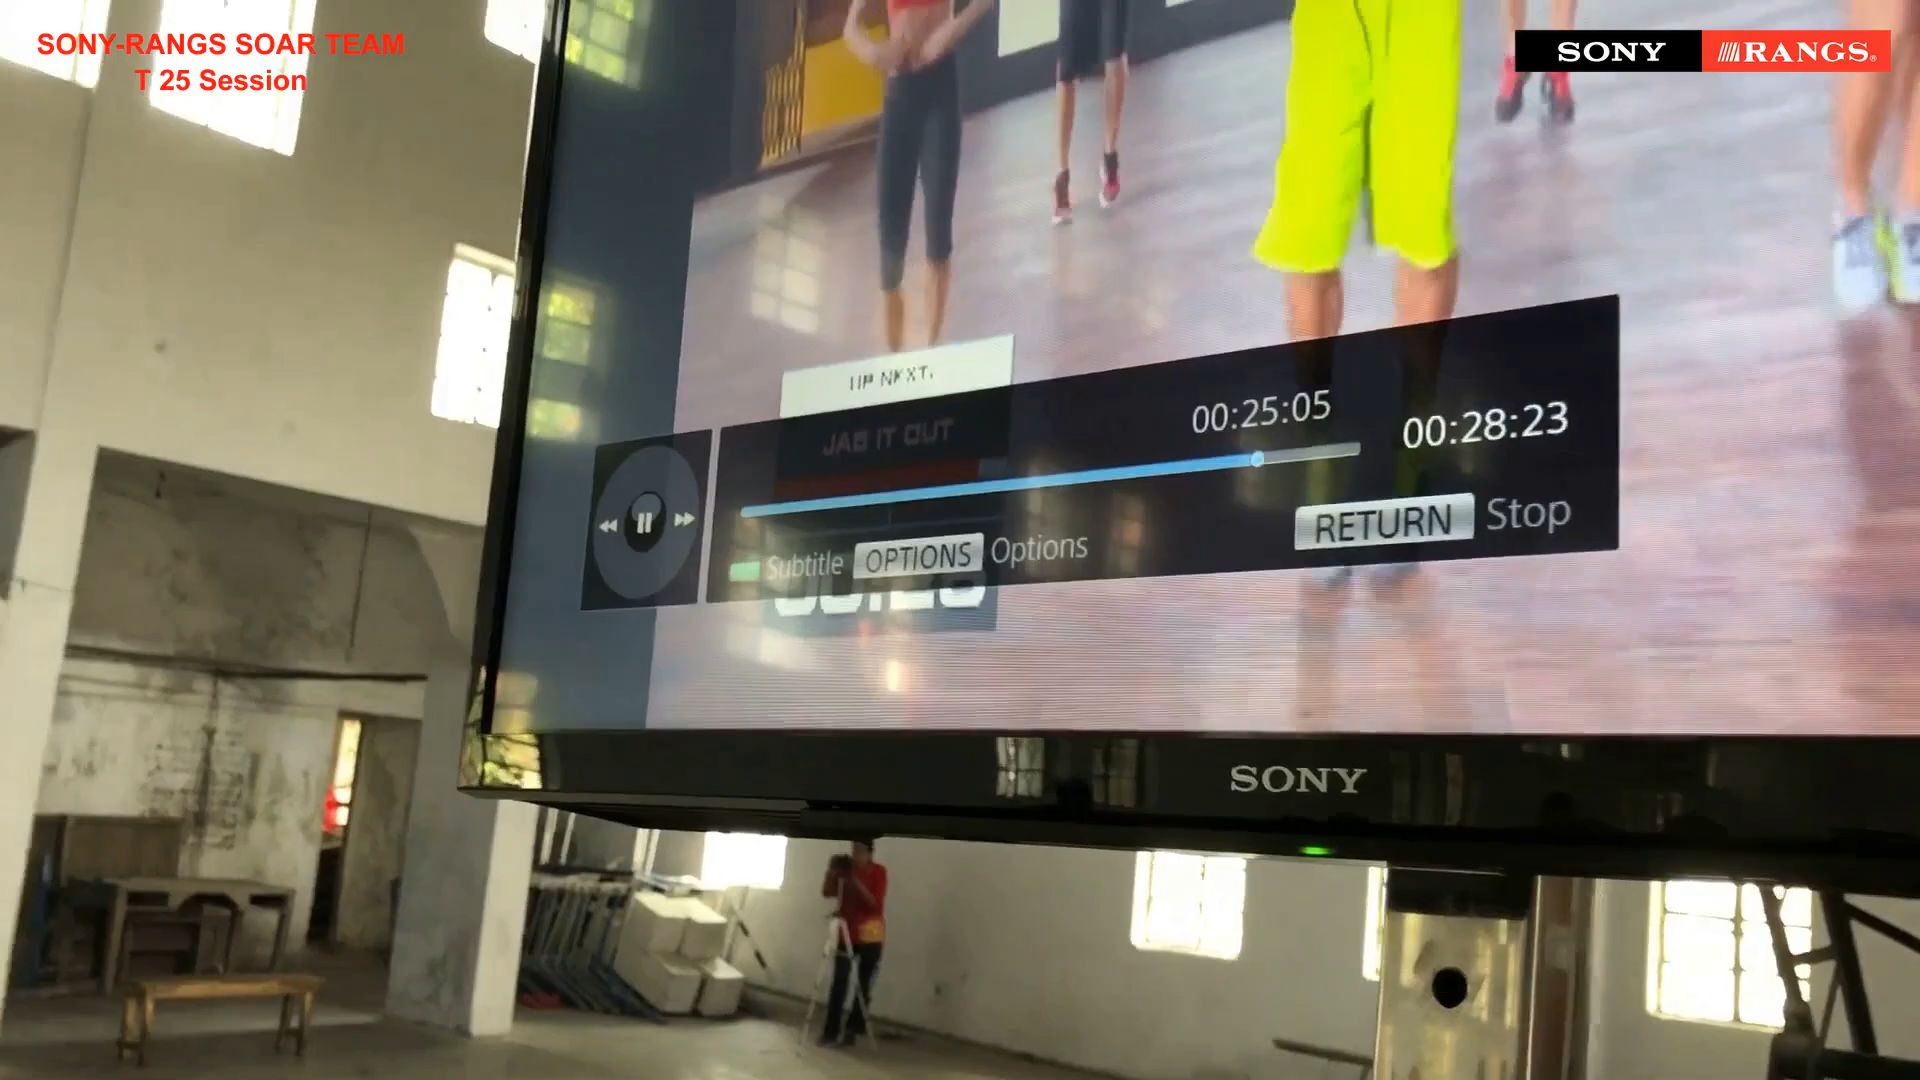 SONY-RANGS SOAR TEAM
T 25 Session
SONY RANGS
UP NEXT.
JAB IT OUT
00:25:05
00:28:23
Subtitle OPTIONS Options
RETURN Stop
SONY